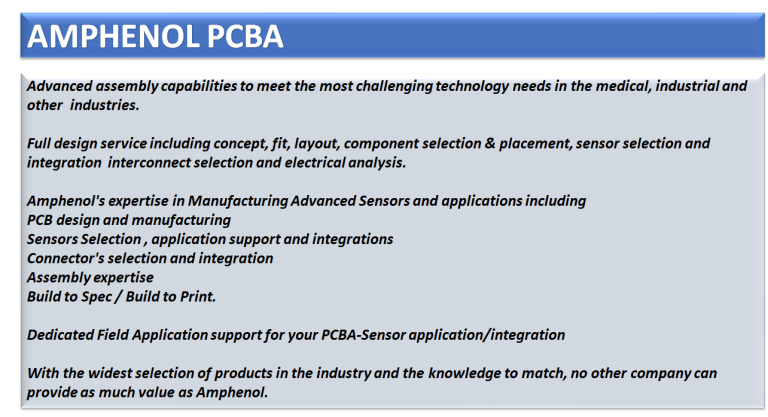 AMPHENOL PCBA
Advanced assembly capabilities to meet the most challenging technology needs in the medical, industrial and
other industries.
Full design service including concept, fit, layout, component selection & placement, sensor selection and
integration interconnect selection and electrical analysis.
Amphenol's expertise in Manufacturing Advanced Sensors and applications including
PCB design and manufacturing
Sensors Selection , application support and integrations
Connector's selection and integration
Assembly expertise
Build to Spec / Build to Print.
Dedicated Field Application support for your PCBA-Sensor application/integration
With the widest selection of products in the industry and the knowledge to match, no other company can
provide as much value as Amphenol.